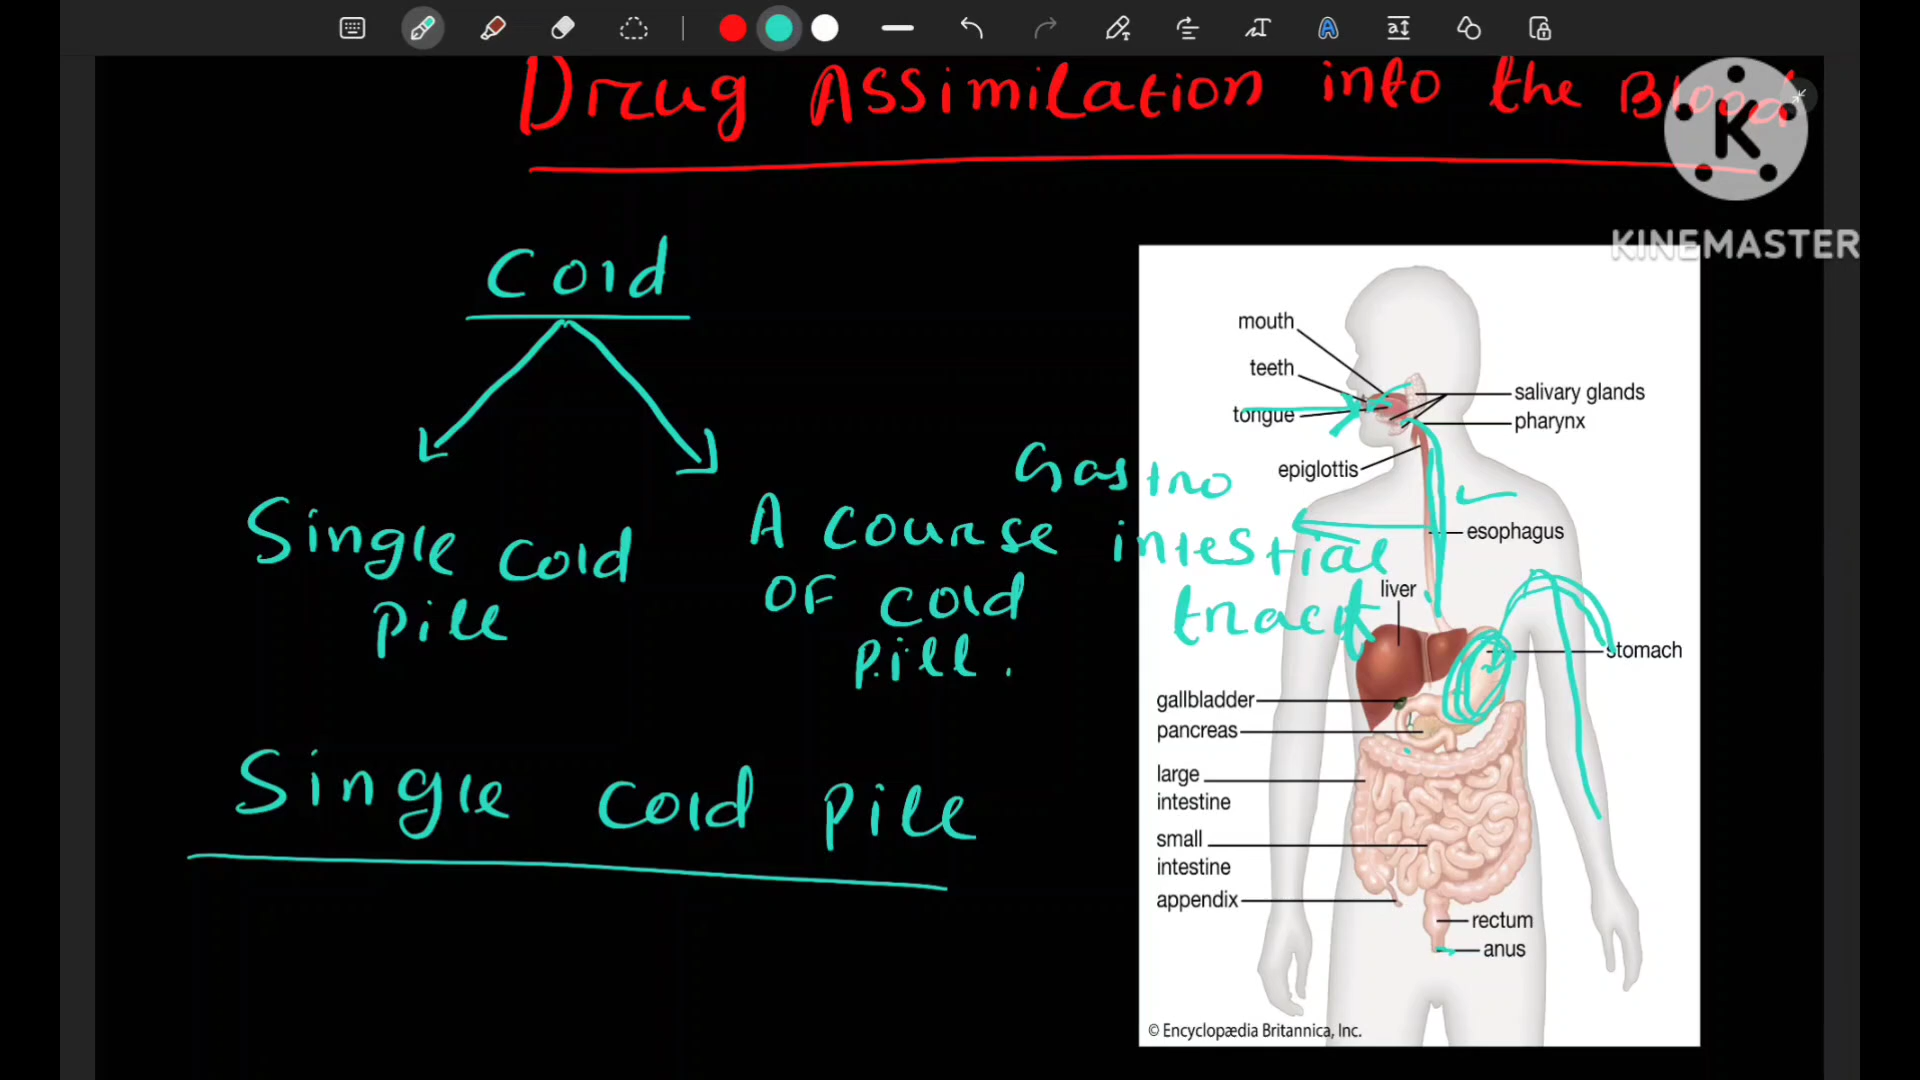 Drug Assimilation into the Blood
K
KINEMASTER
Cold
Single cold
pill
A course
of cold
pill.
Gastro
intestial
tract
Single cold pill
mouth
teeth
tongue
salivary glands
pharynx
epiglottis
esophagus
liver
stomach
gallbladder
pancreas
large
intestine
small
intestine
appendix
rectum
anus
© Encyclopædia Britannica, Inc.